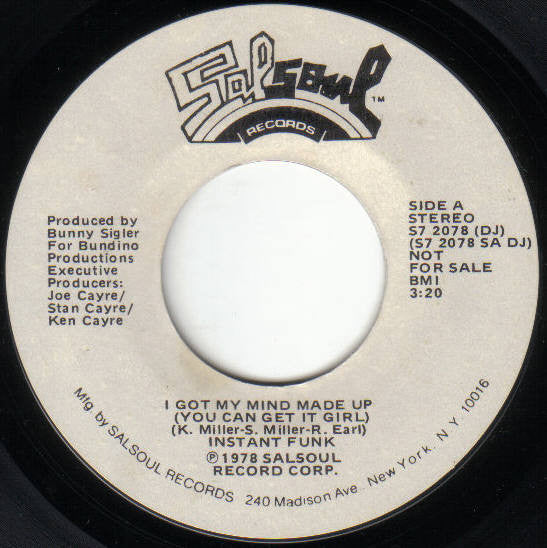 Salsoul ™
RECORDS
Produced by
Bunny Sigler
For Bundino
Productions
Executive
Producers:
Joe Cayre/
Stan Cayre/
Ken Cayre
SIDE A
STEREO
S7 2078 (DJ)
(S7 2078 SA DJ)
NOT
FOR SALE
BMI
3:20
I GOT MY MIND MADE UP
(YOU CAN GET IT GIRL)
(K. Miller-S. Miller-R. Earl)
INSTANT FUNK
℗1978 SALSOUL
RECORD CORP.
Mfg. by SALSOUL RECORDS 240 Madison Ave. New York, N.Y. 10016